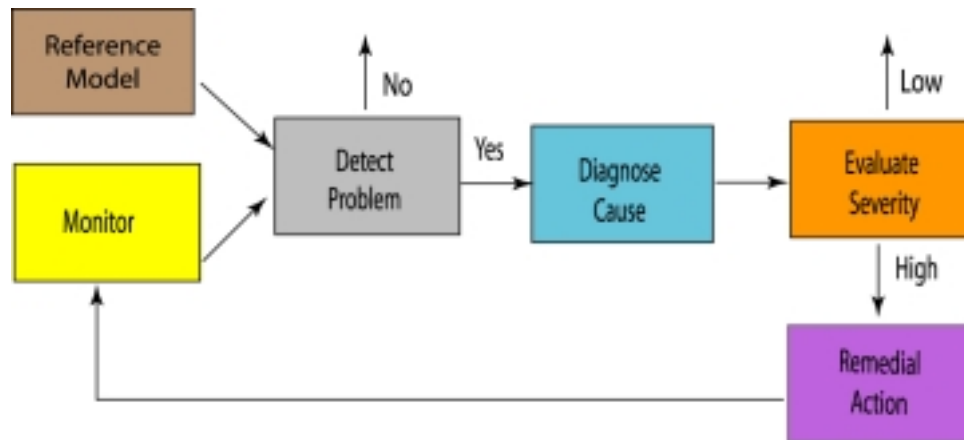 Reference
Model
No
Low
Detect
Problem
Yes
Diagnose
Cause
Evaluate
Severity
Monitor
High
Remedial
Action